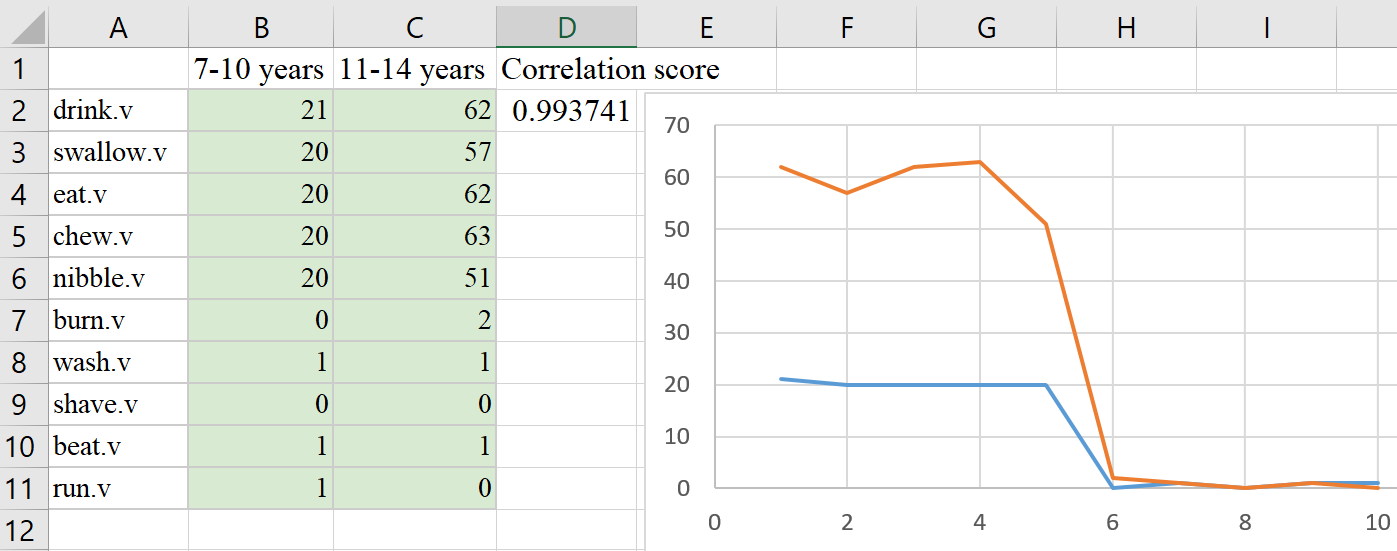 A B C D E F G H I
1 7-10 years 11-14 years Correlation score
2 drink.v 21 62 0.993741
3 swallow.v 20 57
4 eat.v 20 62
5 chew.v 20 63
6 nibble.v 20 51
7 burn.v 0 2
8 wash.v 1 1
9 shave.v 0 0
10 beat.v 1 1
11 run.v 1 0
12
70
60
50
40
30
20
10
0
0 2 4 6 8 10